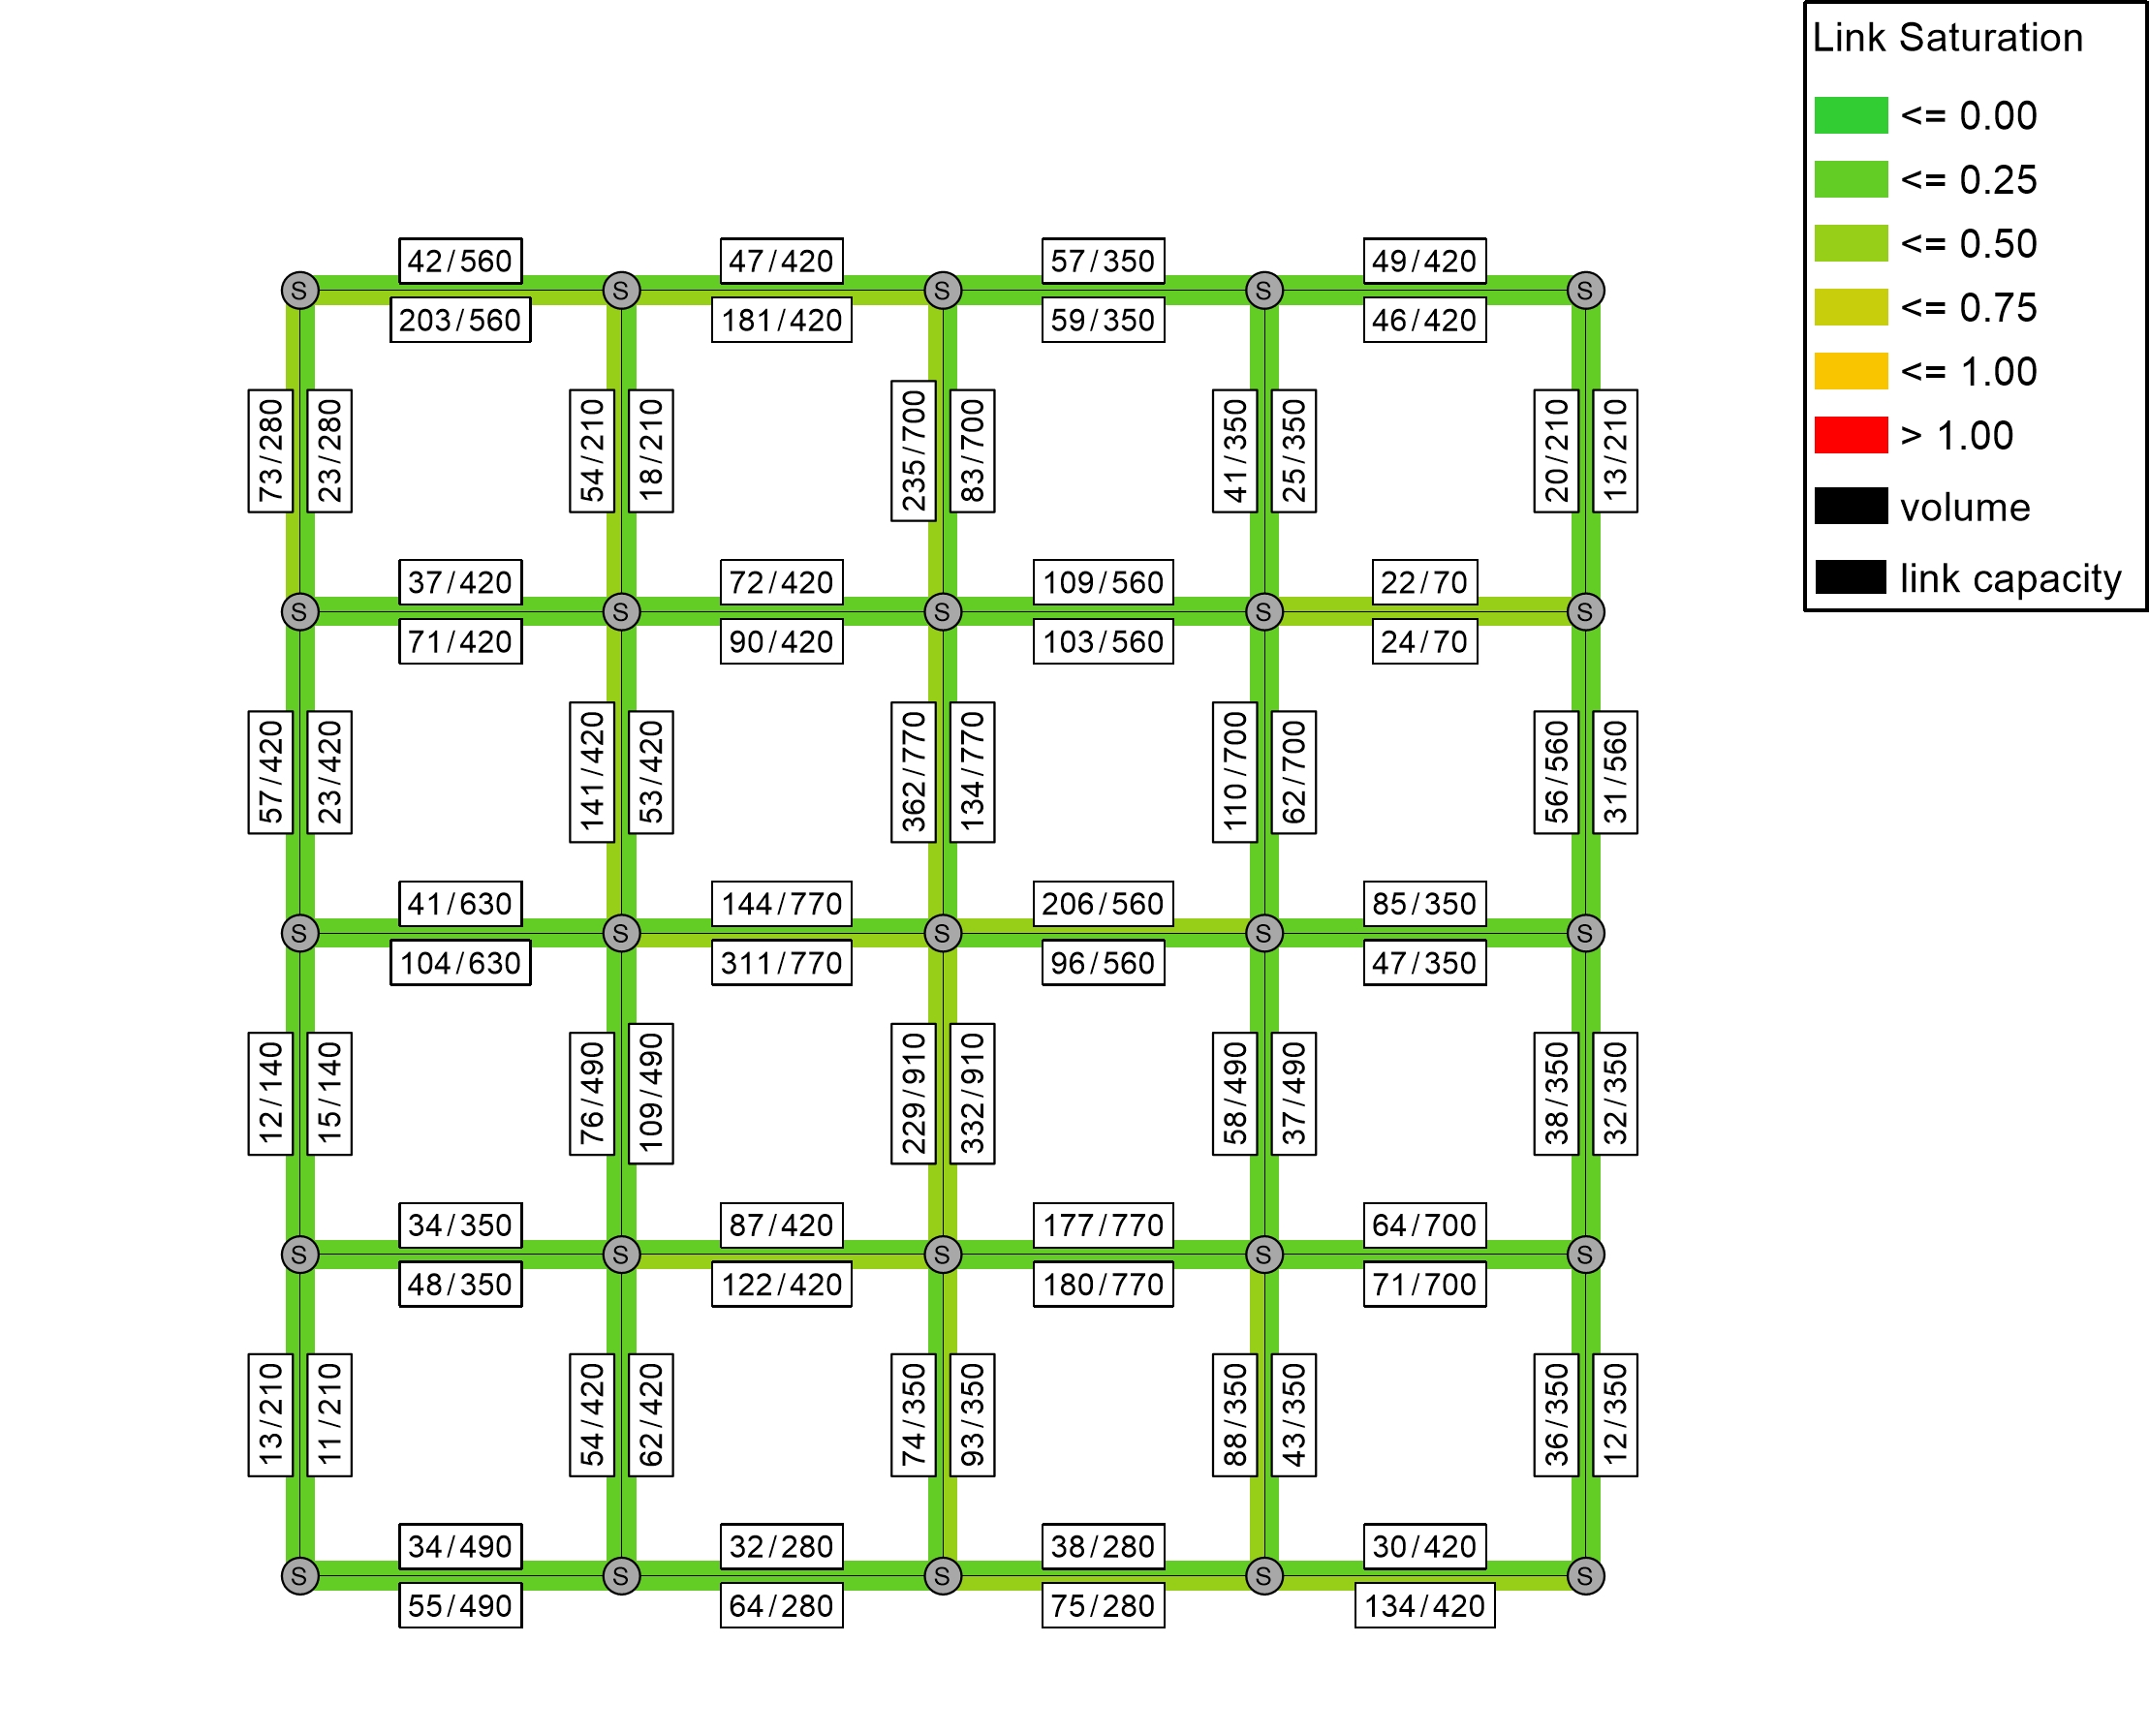 Link Saturation
<= 0.00
<= 0.25
<= 0.50
<= 0.75
<= 1.00
> 1.00
volume
link capacity
42/560 47/420 57/350 49/420
S S S S S
203/560 181/420 59/350 46/420
73/280 23/280 54/210 18/210 235/700 83/700 41/350 25/350 20/210 13/210
37/420 72/420 109/560 22/70
S S S S S
71/420 90/420 103/560 24/70
57/420 23/420 141/420 53/420 362/770 134/770 110/700 62/700 56/560 31/560
41/630 144/770 206/560 85/350
S S S S S
104/630 311/770 96/560 47/350
12/140 15/140 76/490 109/490 229/910 332/910 58/490 37/490 38/350 32/350
34/350 87/420 177/770 64/700
S S S S S
48/350 122/420 180/770 71/700
13/210 11/210 54/420 62/420 74/350 93/350 88/350 43/350 36/350 12/350
34/490 32/280 38/280 30/420
S S S S S
55/490 64/280 75/280 134/420